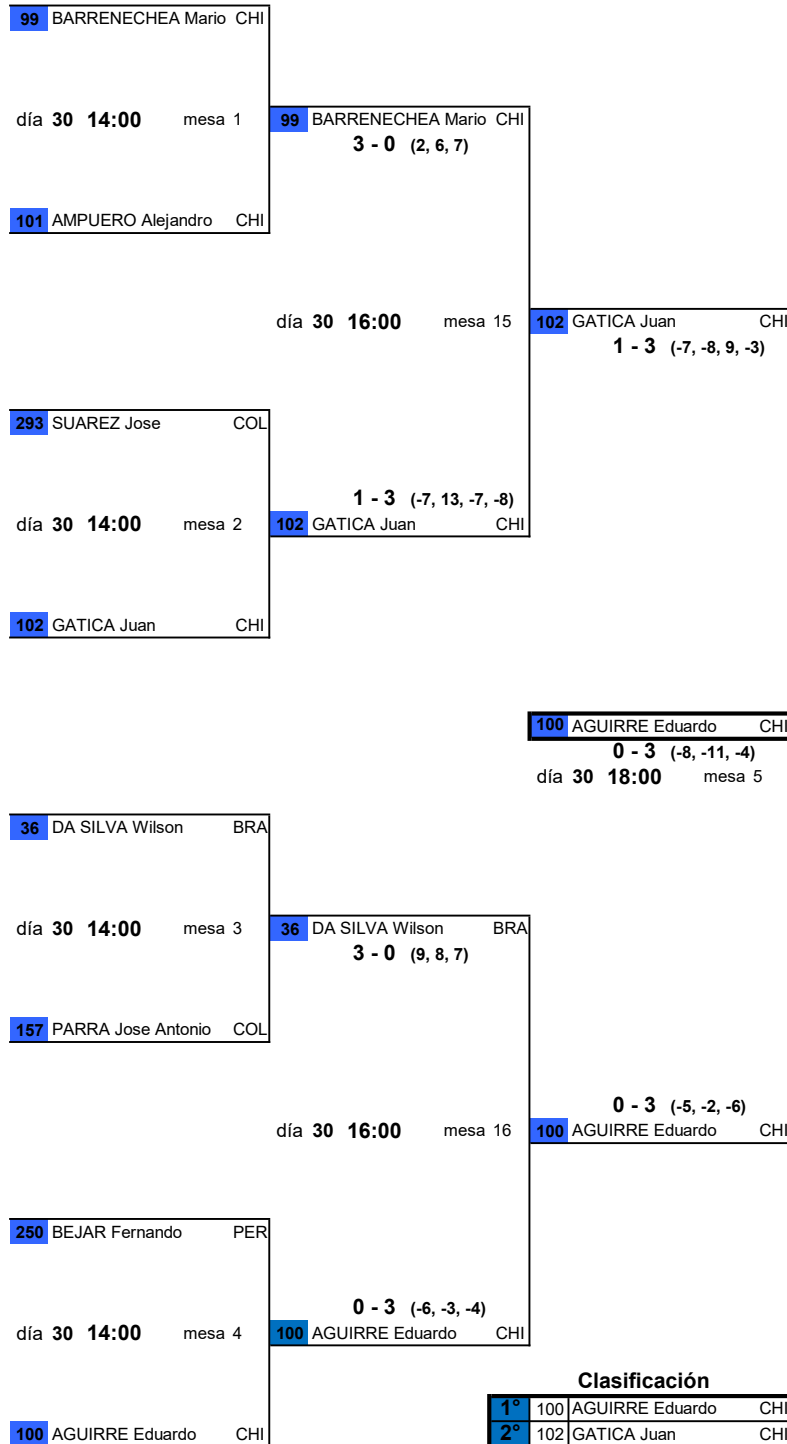 99 BARRENECHEA Mario CHI
día 30 14:00 mesa 1
99 BARRENECHEA Mario CHI
3 - 0 (2, 6, 7)
101 AMPUERO Alejandro CHI
día 30 16:00 mesa 15
102 GATICA Juan CHI
1 - 3 (-7, -8, 9, -3)
293 SUAREZ Jose COL
1 - 3 (-7, 13, -7, -8)
día 30 14:00 mesa 2
102 GATICA Juan CHI
102 GATICA Juan CHI
100 AGUIRRE Eduardo CHI
0 - 3 (-8, -11, -4)
día 30 18:00 mesa 5
36 DA SILVA Wilson BRA
día 30 14:00 mesa 3
36 DA SILVA Wilson BRA
3 - 0 (9, 8, 7)
157 PARRA Jose Antonio COL
0 - 3 (-5, -2, -6)
día 30 16:00 mesa 16
100 AGUIRRE Eduardo CHI
250 BEJAR Fernando PER
0 - 3 (-6, -3, -4)
día 30 14:00 mesa 4
100 AGUIRRE Eduardo CHI
Clasificación
1° 100 AGUIRRE Eduardo CHI
100 AGUIRRE Eduardo CHI
2° 102 GATICA Juan CHI